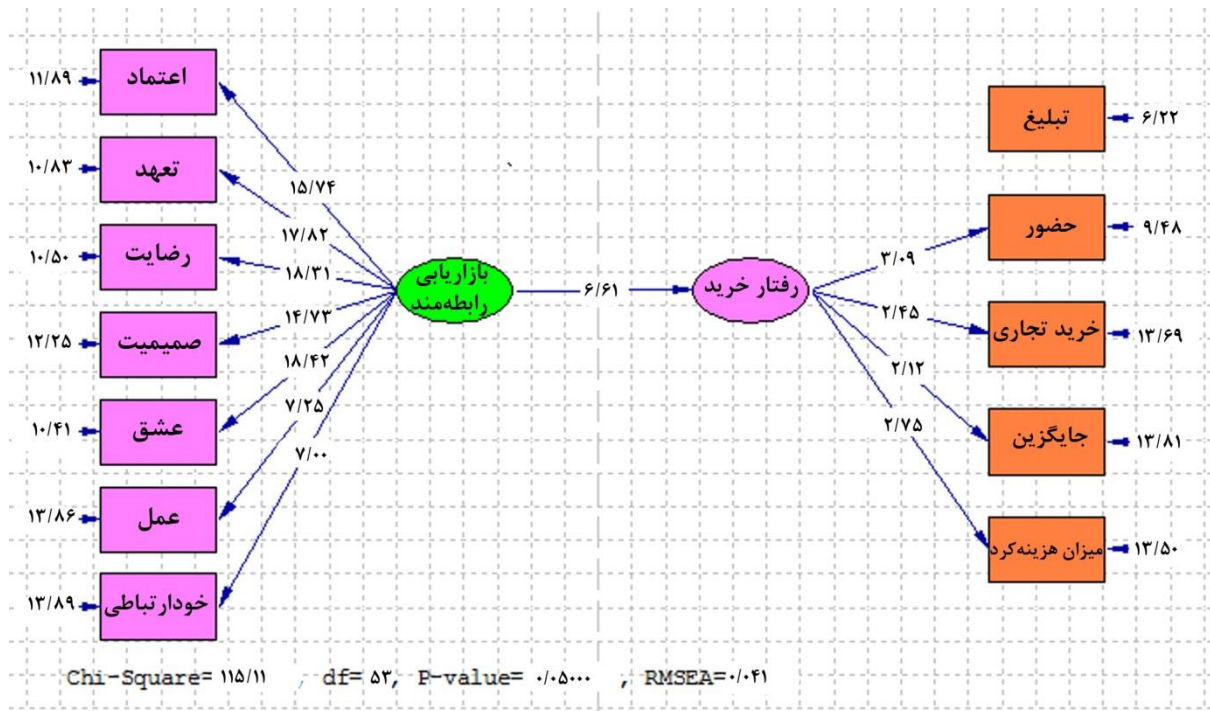 اعتماد
۱۱/۸۹
تعهد
۱۰/۸۳
رضایت
۱۰/۵۰
صمیمیت
۱۲/۲۵
عشق
۱۰/۴۱
عمل
۱۳/۸۶
خودارتباطی
۱۳/۸۹
۱۵/۷۴
۱۷/۸۲
۱۸/۳۱
۱۴/۷۳
۱۸/۴۲
۷/۲۵
۷/۰۰
بازاریابی
رابطه‌مند
۶/۶۱
رفتار خرید
۳/۰۹
۲/۴۵
۲/۱۲
۲/۷۵
تبلیغ
۶/۲۲
حضور
۹/۴۸
خرید تجاری
۱۳/۶۹
جایگزین
۱۳/۸۱
میزان هزینه‌کرد
۱۳/۵۰
Chi-Square= ۱۱۵/۱۱ , df= ۵۳, P-value= ۰/۰۵۰۰۰ , RMSEA=۰/۰۴۱